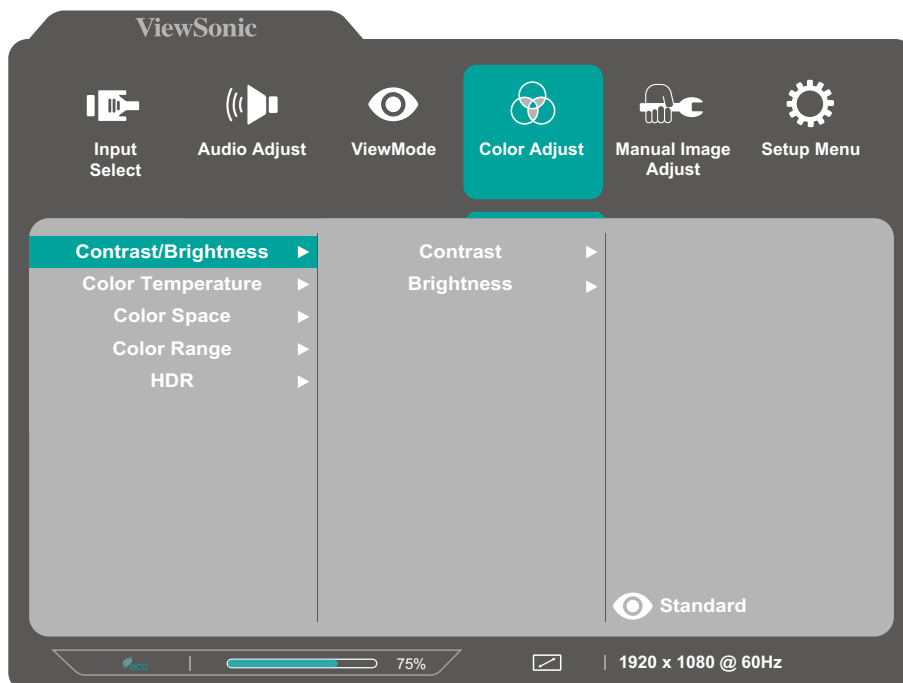 ViewSonic
Input
Select
Audio Adjust
ViewMode
Color Adjust
Manual Image
Adjust
Setup Menu
Contrast/Brightness
Color Temperature
Color Space
Color Range
HDR
Contrast
Brightness
Standard
eco
75%
1920 x 1080 @ 60Hz